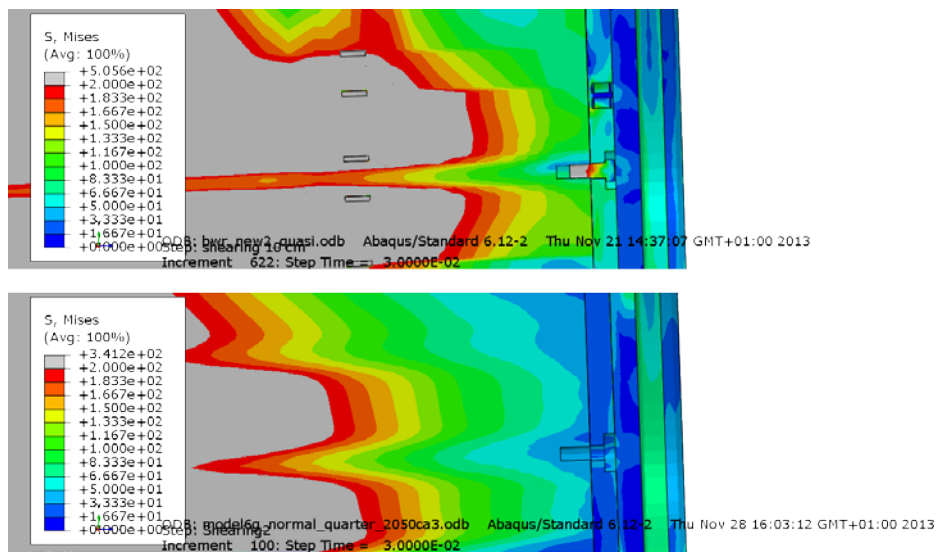 S, Mises
(Avg: 100%)
+5.056e+02
+2.000e+02
+1.833e+02
+1.667e+02
+1.500e+02
+1.333e+02
+1.167e+02
+1.000e+02
+8.333e+01
+6.667e+01
+5.000e+01
+3.333e+01
+1.667e+01
+0.000e+00
ODB: bwr_new2_quasi.odb Abaqus/Standard 6.12-2 Thu Nov 21 14:37:07 GMT+01:00 2013
Step: Shearing 10 cm
Increment 622: Step Time = 3.0000E-02
S, Mises
(Avg: 100%)
+3.412e+02
+2.000e+02
+1.833e+02
+1.667e+02
+1.500e+02
+1.333e+02
+1.167e+02
+1.000e+02
+8.333e+01
+6.667e+01
+5.000e+01
+3.333e+01
+1.667e+01
+0.000e+00
ODB: model6g_normal_quarter_2050ca3.odb Abaqus/Standard 6.12-2 Thu Nov 28 16:03:12 GMT+01:00 2013
Step: Shearing2
Increment 100: Step Time = 3.0000E-02